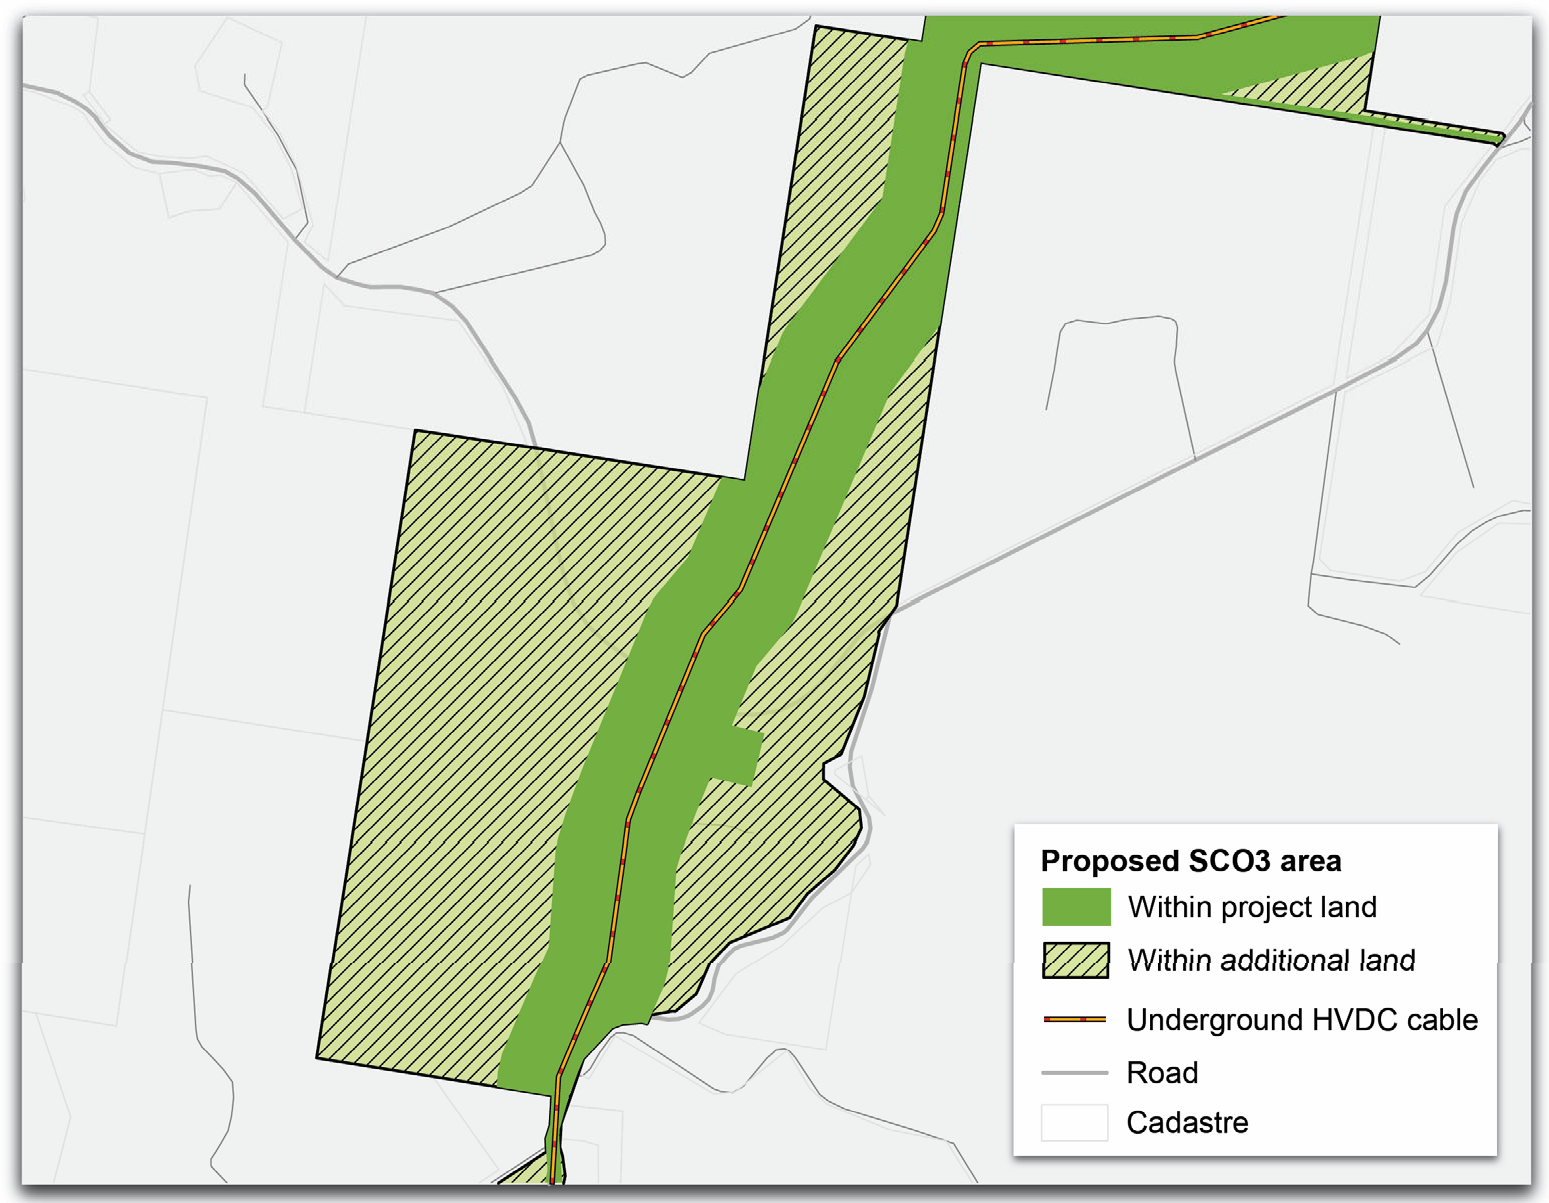 Proposed SCO3 area
Within project land
Within additional land
Underground HVDC cable
Road
Cadastre